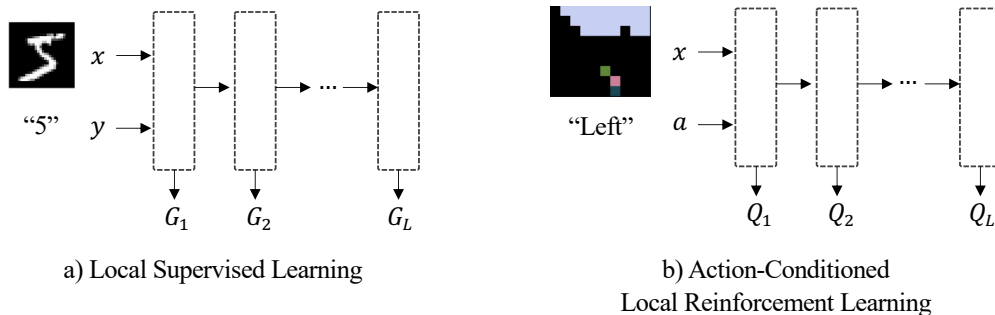 x
“5”
y
...
G₁ G₂ G_L
a) Local Supervised Learning
x
“Left”
a
...
Q₁ Q₂ Q_L
b) Action-Conditioned
Local Reinforcement Learning